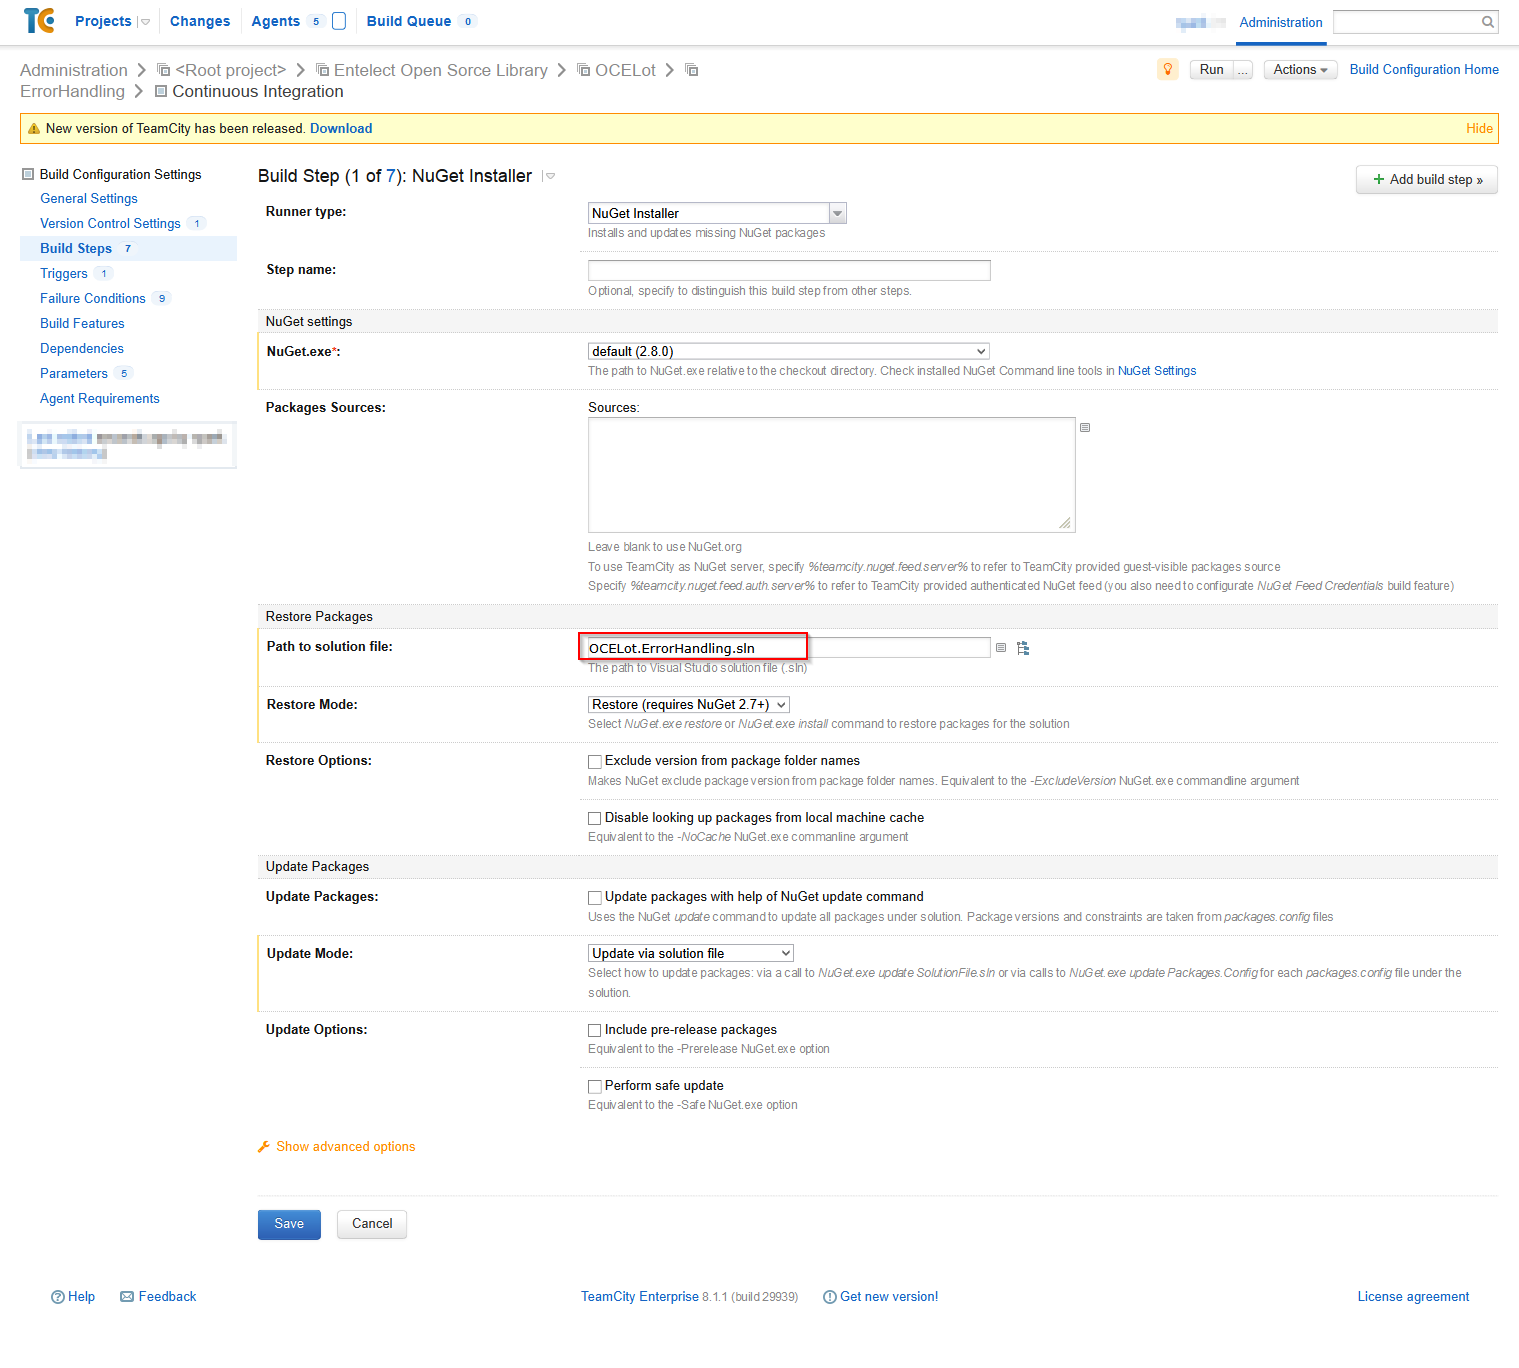 TC Projects Changes Agents 5 Build Queue 0 Administration
Administration > <Root project> > Entelect Open Sorce Library > OCELot >
Run ... Actions Build Configuration Home
ErrorHandling > Continuous Integration
New version of TeamCity has been released. Download Hide
Build Configuration Settings
General Settings
Version Control Settings 1
Build Steps 7
Triggers 1
Failure Conditions 9
Build Features
Dependencies
Parameters 5
Agent Requirements
Build Step (1 of 7): NuGet Installer
+ Add build step »
Runner type: NuGet Installer
Installs and updates missing NuGet packages
Step name:
Optional, specify to distinguish this build step from other steps.
NuGet settings
NuGet.exe*: default (2.8.0)
The path to NuGet.exe relative to the checkout directory. Check installed NuGet Command line tools in NuGet Settings
Packages Sources: Sources:
Leave blank to use NuGet.org
To use TeamCity as NuGet server, specify %teamcity.nuget.feed.server% to refer to TeamCity provided guest-visible packages source
Specify %teamcity.nuget.feed.auth.server% to refer to TeamCity provided authenticated NuGet feed (you also need to configurate NuGet Feed Credentials build feature)
Restore Packages
Path to solution file: OCELot.ErrorHandling.sln
The path to Visual Studio solution file (.sln)
Restore Mode: Restore (requires NuGet 2.7+)
Select NuGet.exe restore or NuGet.exe install command to restore packages for the solution
Restore Options: Exclude version from package folder names
Makes NuGet exclude package version from package folder names. Equivalent to the -ExcludeVersion NuGet.exe commandline argument
Disable looking up packages from local machine cache
Equivalent to the -NoCache NuGet.exe commanline argument
Update Packages
Update Packages: Update packages with help of NuGet update command
Uses the NuGet update command to update all packages under solution. Package versions and constraints are taken from packages.config files
Update Mode: Update via solution file
Select how to update packages: via a call to NuGet.exe update SolutionFile.sln or via calls to NuGet.exe update Packages.Config for each packages.config file under the
solution.
Update Options: Include pre-release packages
Equivalent to the -Prerelease NuGet.exe option
Perform safe update
Equivalent to the -Safe NuGet.exe option
Show advanced options
Save Cancel
Help Feedback TeamCity Enterprise 8.1.1 (build 29939) Get new version! License agreement